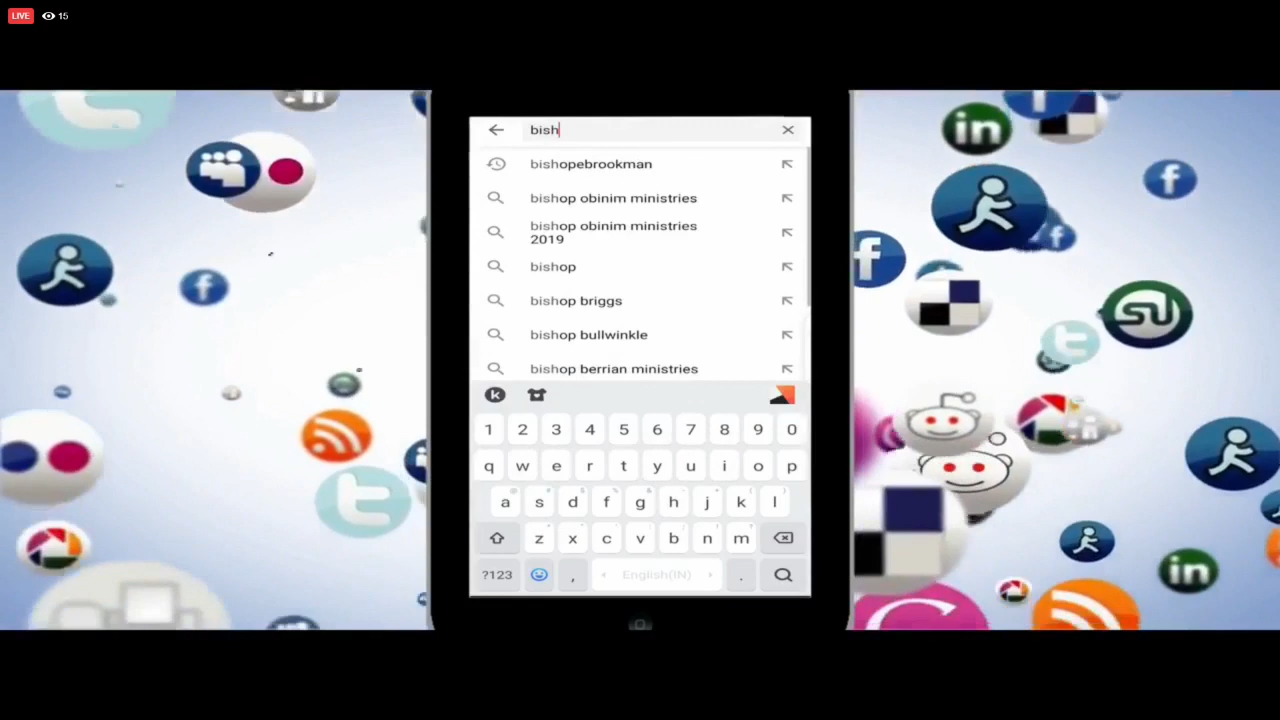 LIVE 15
bish
bishopebrookman
bishop obinim ministries
bishop obinim ministries
2019
bishop
bishop briggs
bishop bullwinkle
bishop berrian ministries
k
1 2 3 4 5 6 7 8 9 0
q w e r t y u i o p
a s d f g h j k l
z x c v b n m
?123 , English(IN) .